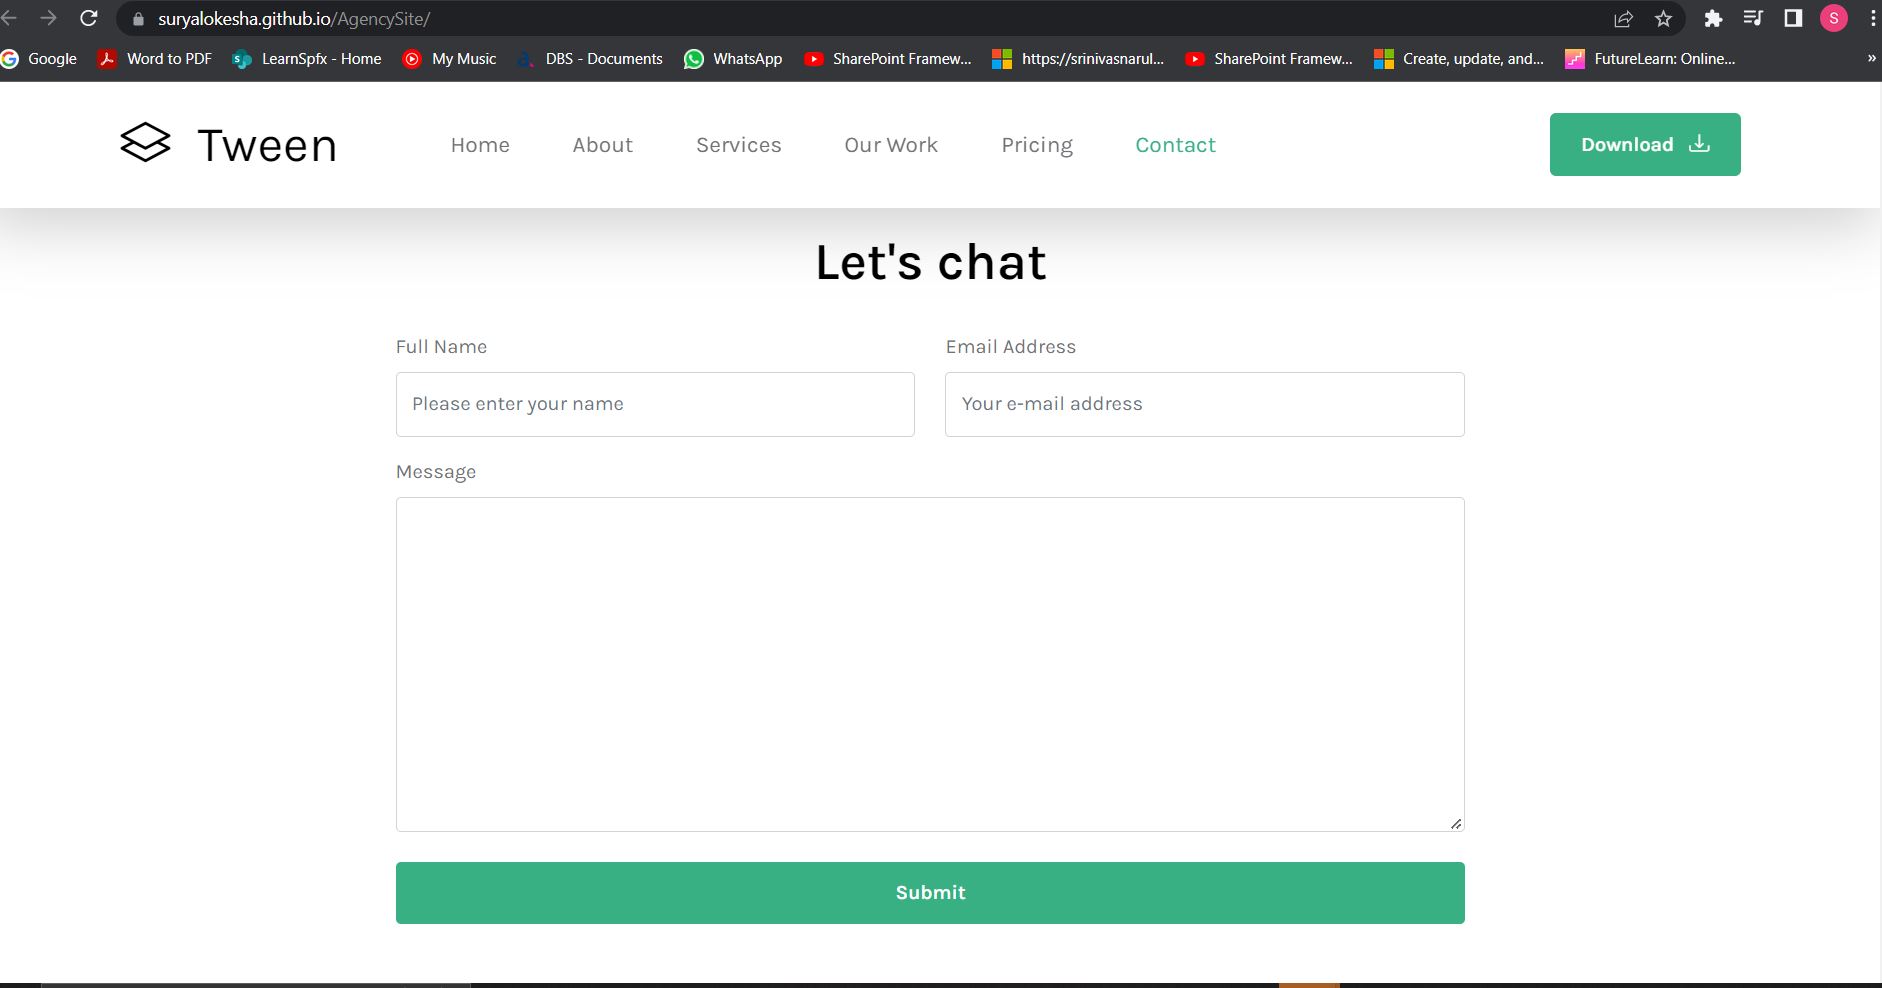 suryalokesha.github.io/AgencySite/
S
Google Word to PDF LearnSpfx - Home My Music DBS - Documents WhatsApp SharePoint Framew... https://srinivasnarul... SharePoint Framew... Create, update, and... FutureLearn: Online... »
Tween Home About Services Our Work Pricing Contact Download
Let's chat
Full Name Email Address
Please enter your name Your e-mail address
Message
Submit